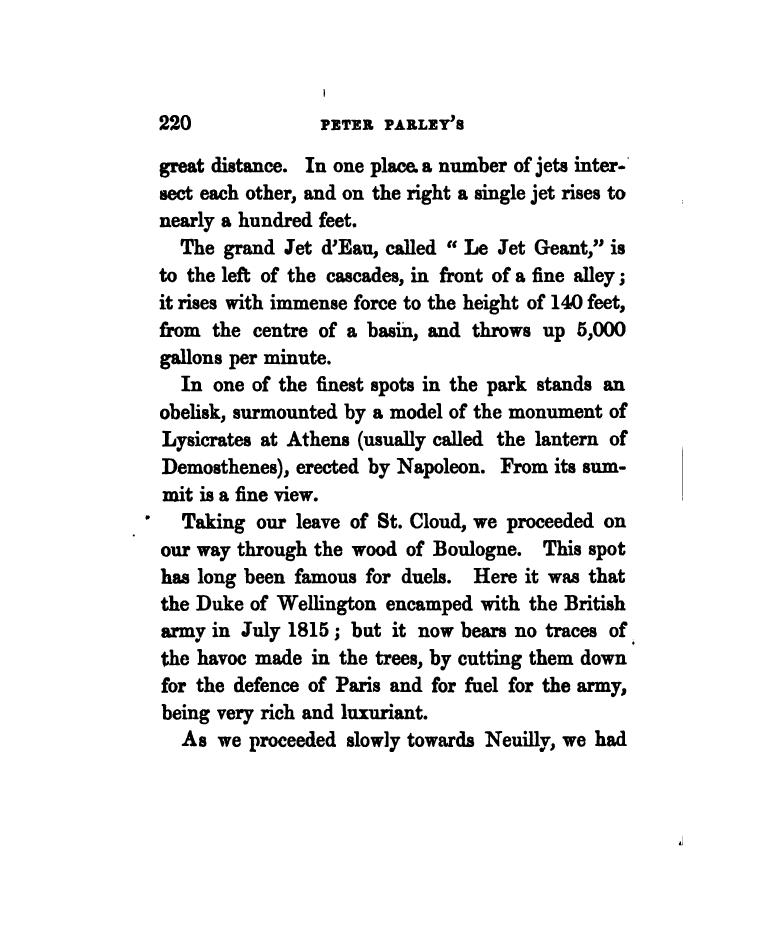 220 PETER PARLEY'S
great distance. In one place a number of jets inter-
sect each other, and on the right a single jet rises to
nearly a hundred feet.
The grand Jet d'Eau, called " Le Jet Geant," is
to the left of the cascades, in front of a fine alley ;
it rises with immense force to the height of 140 feet,
from the centre of a basin, and throws up 5,000
gallons per minute.
In one of the finest spots in the park stands an
obelisk, surmounted by a model of the monument of
Lysicrates at Athens (usually called the lantern of
Demosthenes), erected by Napoleon. From its sum-
mit is a fine view.
Taking our leave of St. Cloud, we proceeded on
our way through the wood of Boulogne. This spot
has long been famous for duels. Here it was that
the Duke of Wellington encamped with the British
army in July 1815 ; but it now bears no traces of
the havoc made in the trees, by cutting them down
for the defence of Paris and for fuel for the army,
being very rich and luxuriant.
As we proceeded slowly towards Neuilly, we had